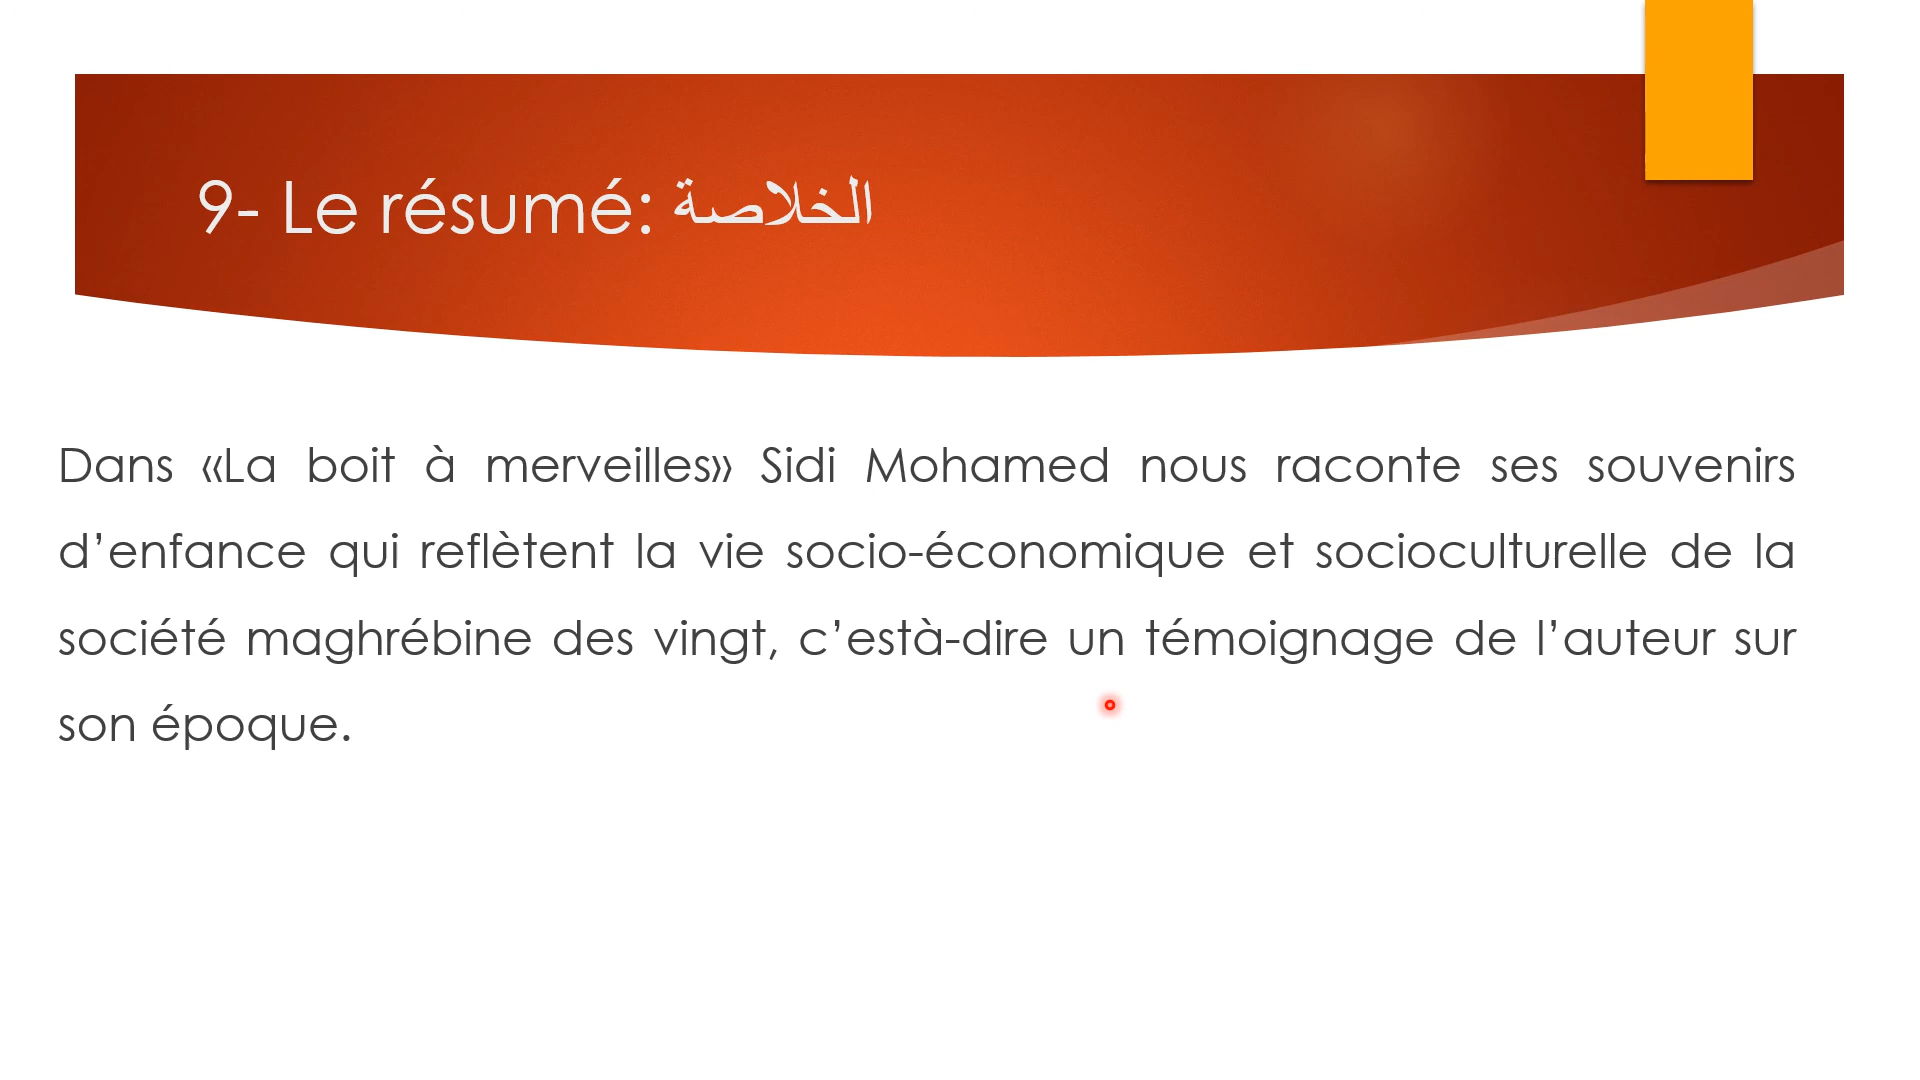 9- Le résumé: الخلاصة
Dans «La boit à merveilles» Sidi Mohamed nous raconte ses souvenirs
d’enfance qui reflètent la vie socio-économique et socioculturelle de la
société maghrébine des vingt, c’està-dire un témoignage de l’auteur sur
son époque.